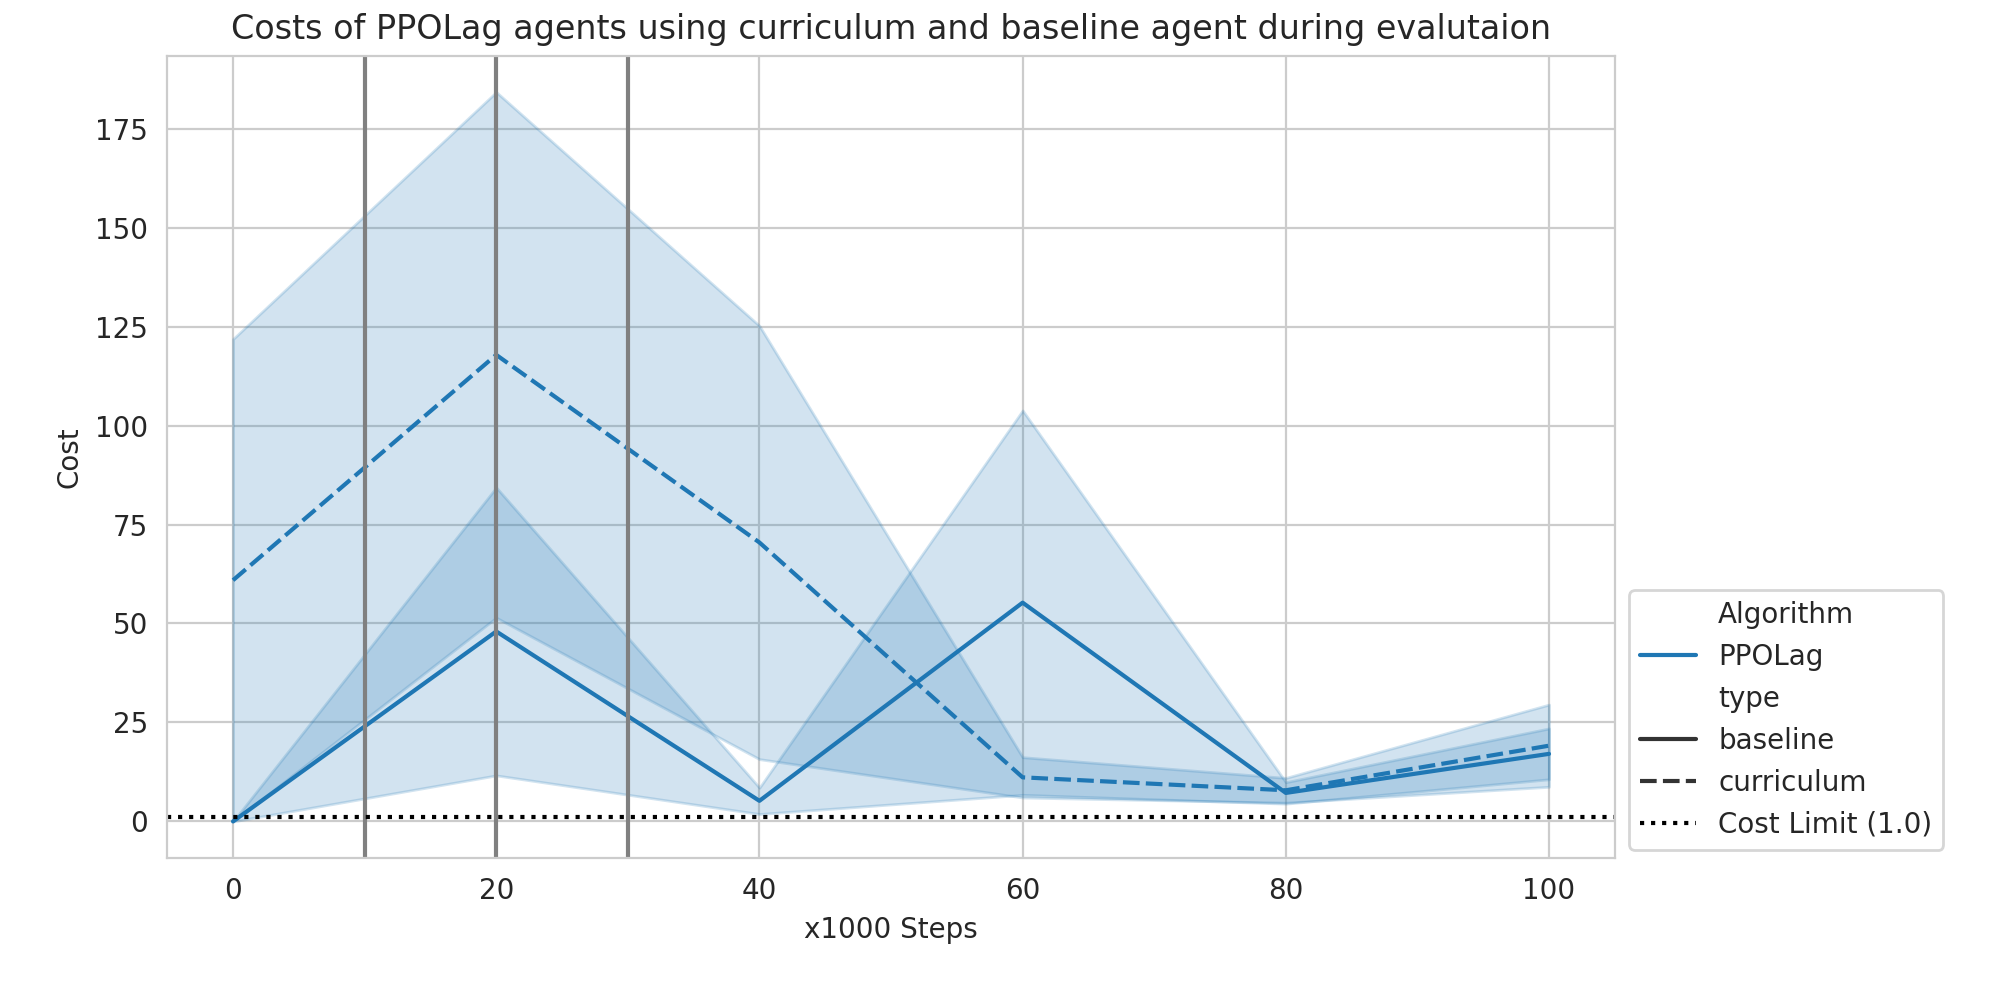 Costs of PPOLag agents using curriculum and baseline agent during evalutaion
175
150
125
100
75
50
25
0
Cost
0 20 40 60 80 100
x1000 Steps
Algorithm
PPOLag
type
baseline
curriculum
Cost Limit (1.0)